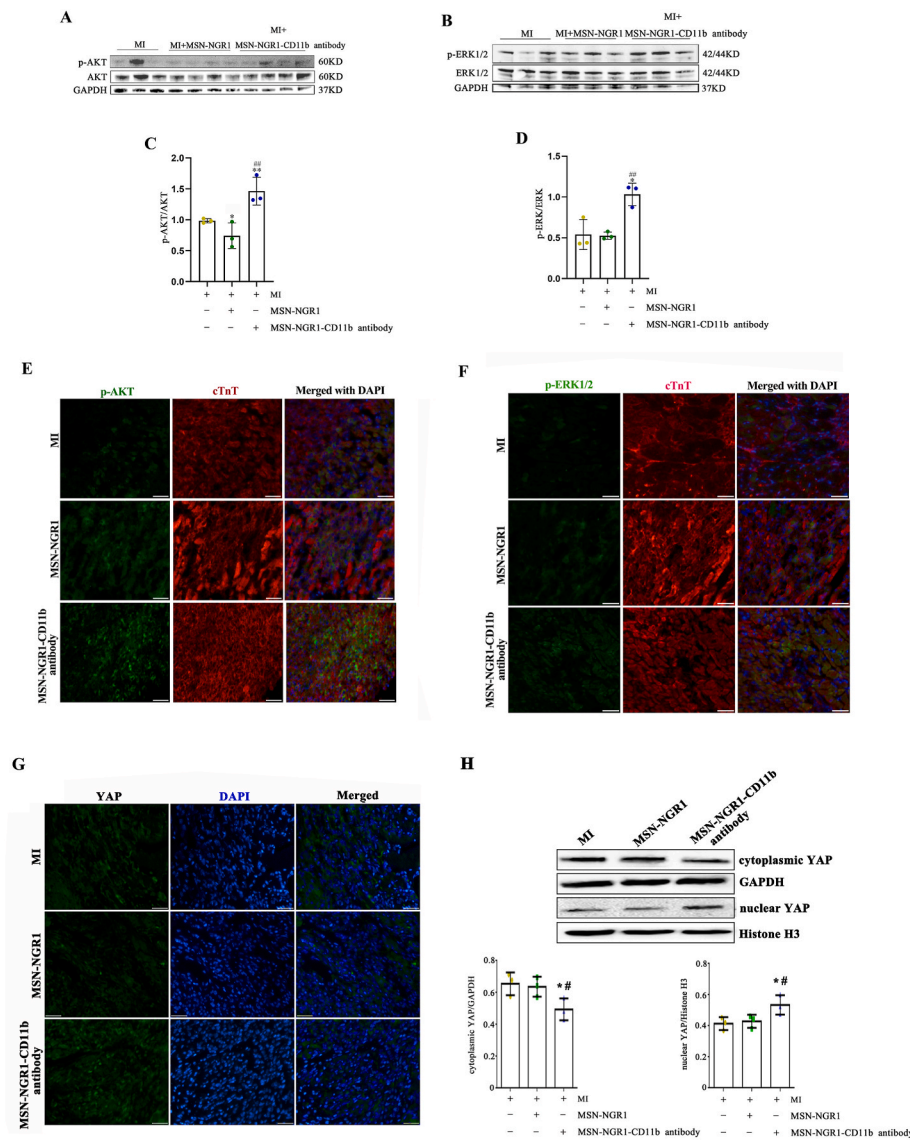 A
MI+
MI MI+MSN-NGR1 MSN-NGR1-CD11b antibody
p-AKT 60KD
AKT 60KD
GAPDH 37KD
B
MI+
MI MI+MSN-NGR1 MSN-NGR1-CD11b antibody
p-ERK1/2 42/44KD
ERK1/2 42/44KD
GAPDH 37KD
C
p-AKT/AKT
2.0
1.5
1.0
0.5
0.0
*
##
**
+ + + MI
− + − MSN-NGR1
− − + MSN-NGR1-CD11b antibody
D
p-ERK/ERK
1.5
1.0
0.5
0.0
##
*
+ + + MI
− + − MSN-NGR1
− − + MSN-NGR1-CD11b antibody
E
p-AKT cTnT Merged with DAPI
MI
MSN-NGR1
MSN-NGR1-CD11b
antibody
F
p-ERK1/2 cTnT Merged with DAPI
MI
MSN-NGR1
MSN-NGR1-CD11b
antibody
G
YAP DAPI Merged
MI
MSN-NGR1
MSN-NGR1-CD11b
antibody
H
MI MSN-NGR1 MSN-NGR1-CD11b
antibody
cytoplasmic YAP
GAPDH
nuclear YAP
Histone H3
cytoplasmic YAP/GAPDH
0.8
0.6
0.4
0.2
0
* #
+ + + MI
− + − MSN-NGR1
− − + MSN-NGR1-CD11b antibody
nuclear YAP/Histone H3
0.8
0.6
0.4
0.2
0
* #
+ + + MI
− + − MSN-NGR1
− − + MSN-NGR1-CD11b antibody